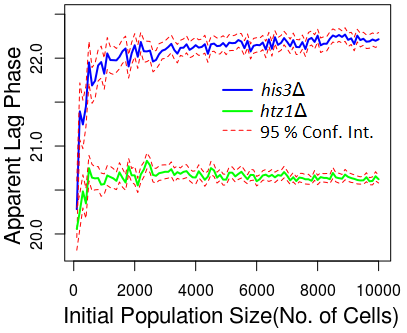 Apparent Lag Phase
22.0
21.0
20.0
his3Δ
htz1Δ
95 % Conf. Int.
0 2000 4000 6000 8000 10000
Initial Population Size(No. of Cells)